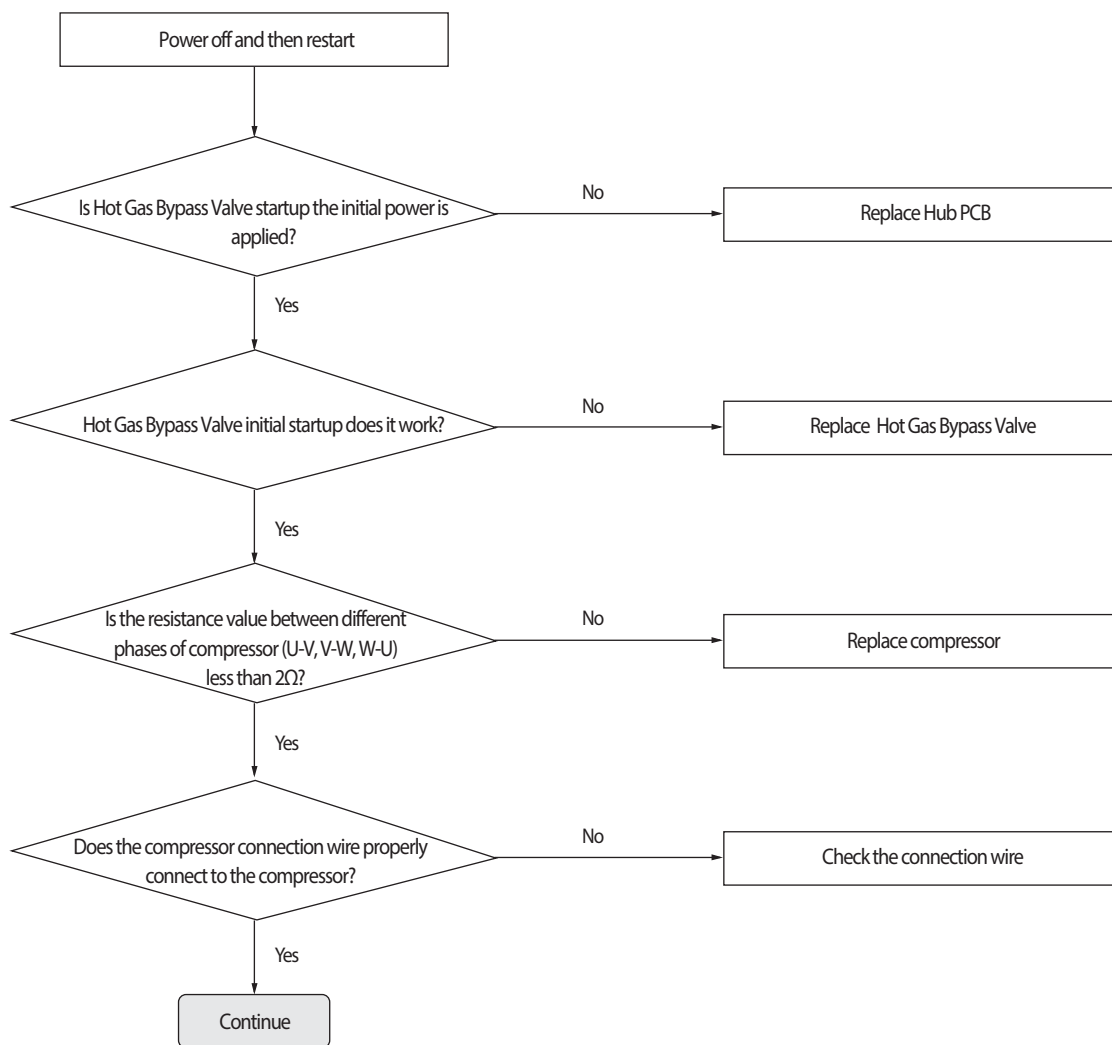 Power off and then restart
Is Hot Gas Bypass Valve startup the initial power is
applied?
No
Replace Hub PCB
Yes
Hot Gas Bypass Valve initial startup does it work?
No
Replace Hot Gas Bypass Valve
Yes
Is the resistance value between different
phases of compressor (U-V, V-W, W-U)
less than 2Ω?
No
Replace compressor
Yes
Does the compressor connection wire properly
connect to the compressor?
No
Check the connection wire
Yes
Continue